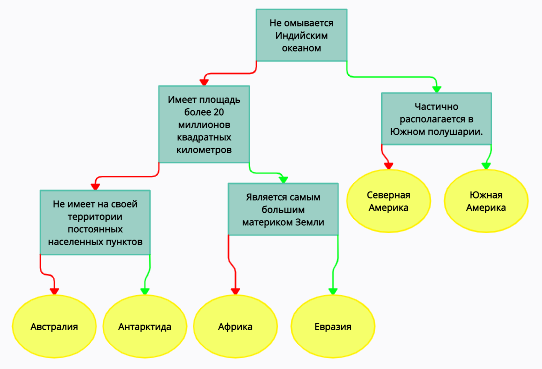 Не омывается
Индийским
океаном
Имеет площадь
более 20
миллионов
квадратных
километров
Частично
располагается в
Южном полушарии.
Не имеет на своей
территории
постоянных
населенных пунктов
Является самым
большим
материком Земли
Северная
Америка
Южная
Америка
Австралия
Антарктида
Африка
Евразия